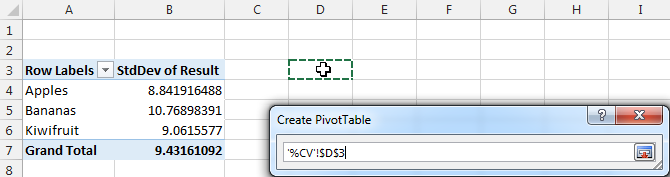 A B C D E F G H I
1
2
3 Row Labels StdDev of Result
4 Apples 8.841916488
5 Bananas 10.76898391
6 Kiwifruit 9.0615577
7 Grand Total 9.43161092
8
Create PivotTable ?
'%CV'!$D$3